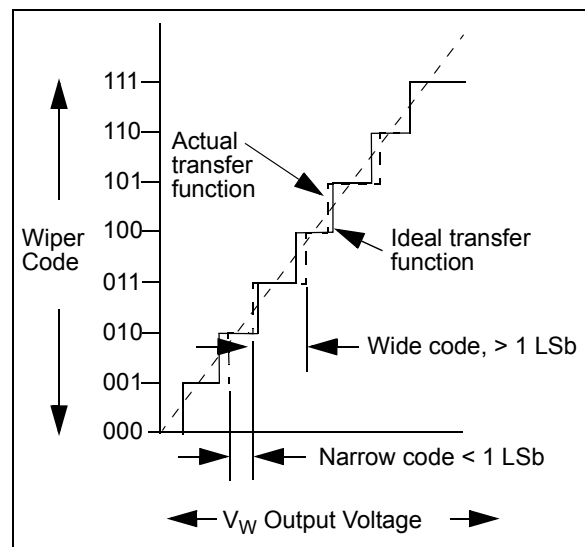 111
110
Actual
transfer
function
101
100
Wiper
Code
Ideal transfer
function
011
010
Wide code, > 1 LSb
001
000
Narrow code < 1 LSb
VW Output Voltage